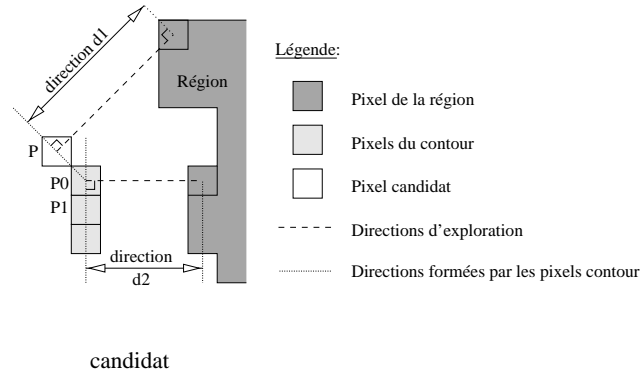 direction d1
Région
P
P0
P1
direction
d2
Légende:
Pixel de la région
Pixels du contour
Pixel candidat
Directions d'exploration
Directions formées par les pixels contour
candidat